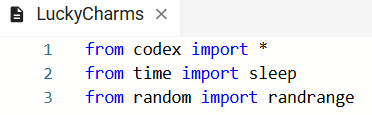 LuckyCharms ×
1 from codex import *
2 from time import sleep
3 from random import randrange